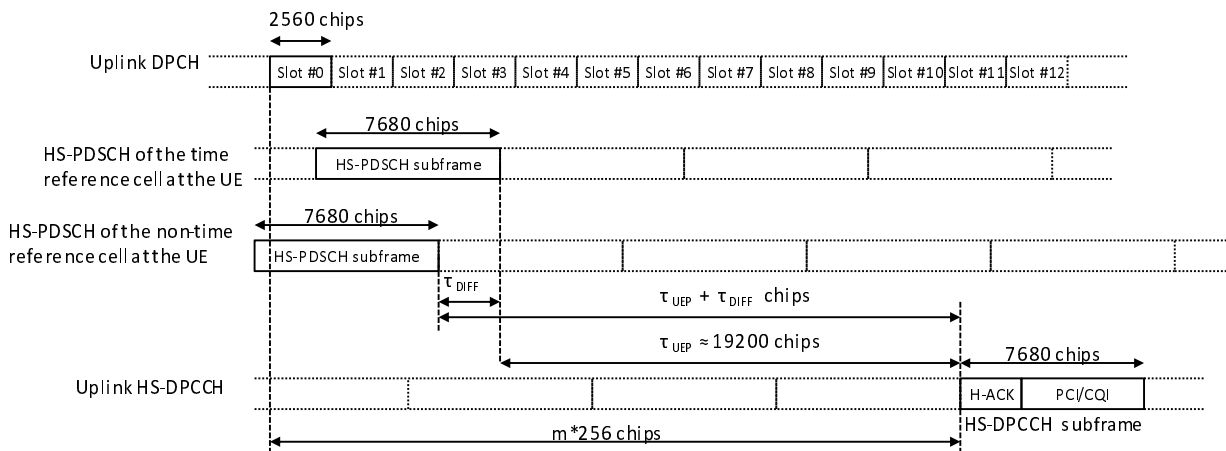 2560 chips
Uplink DPCH
Slot #0 Slot #1 Slot #2 Slot #3 Slot #4 Slot #5 Slot #6 Slot #7 Slot #8 Slot #9 Slot #10 Slot #11 Slot #12
7680 chips
HS-PDSCH of the time
reference cell at the UE
HS-PDSCH subframe
7680 chips
HS-PDSCH of the non-time
reference cell at the UE
HS-PDSCH subframe
τDIFF
τUEP + τDIFF chips
τUEP ≈ 19200 chips
7680 chips
Uplink HS-DPCCH
H-ACK PCI/CQI
HS-DPCCH subframe
m*256 chips